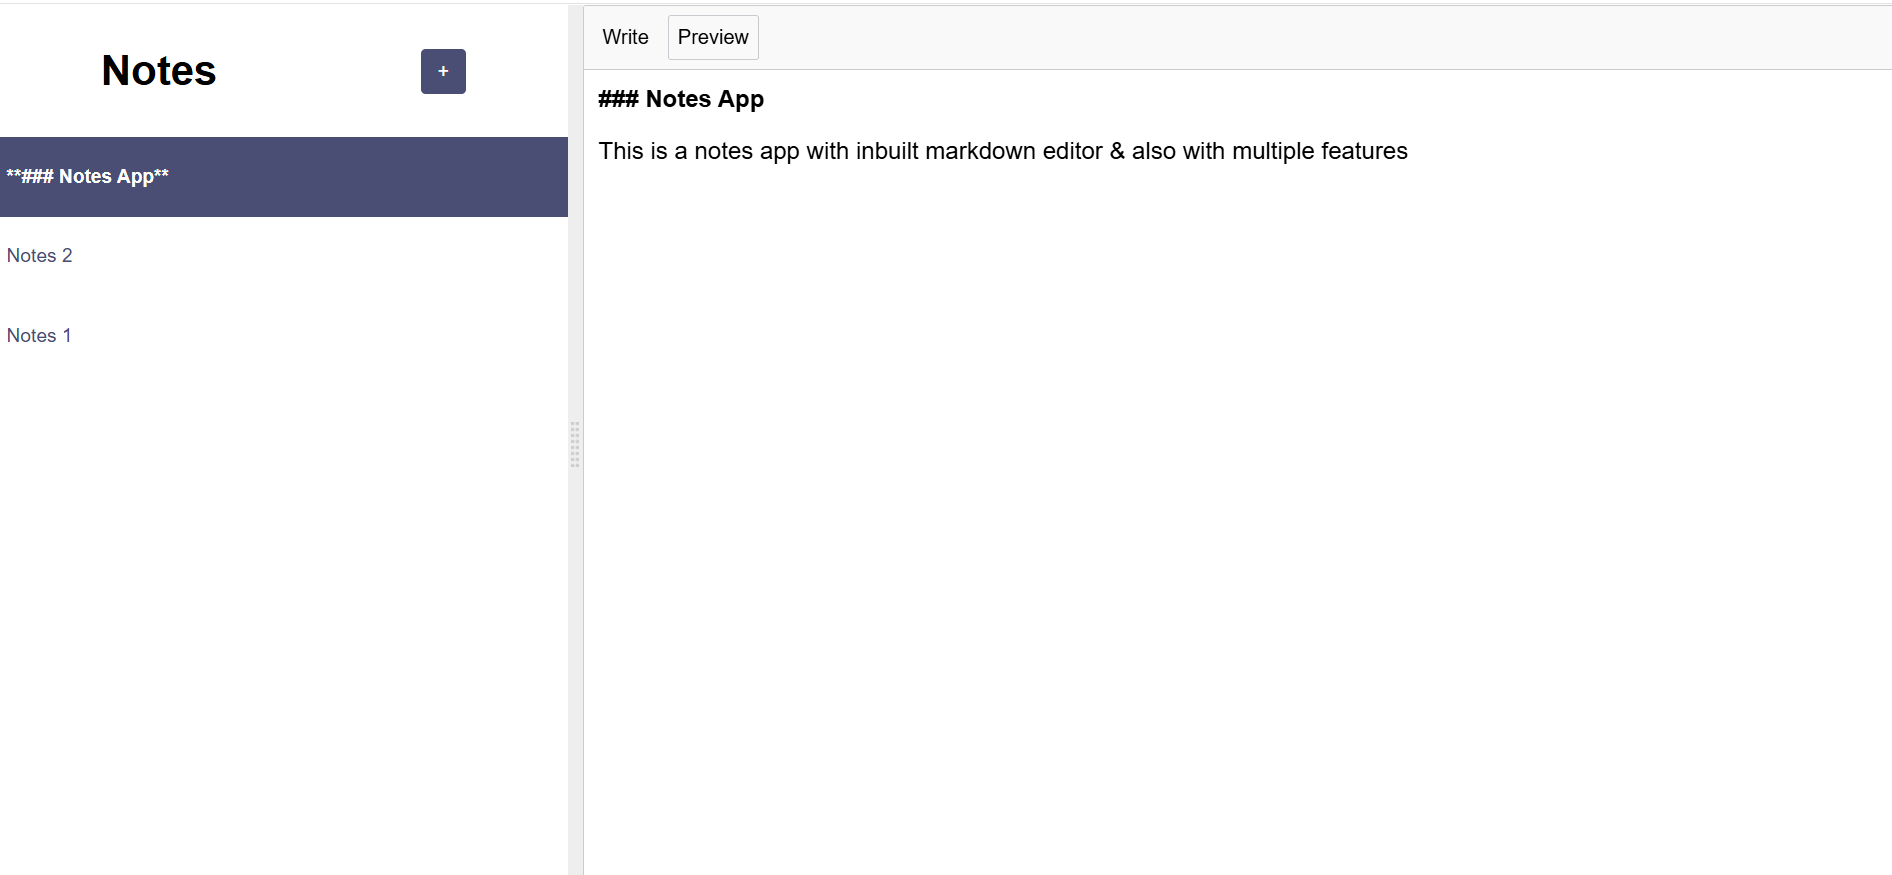 Notes
+
**### Notes App**
Notes 2
Notes 1
Write Preview
### Notes App
This is a notes app with inbuilt markdown editor & also with multiple features